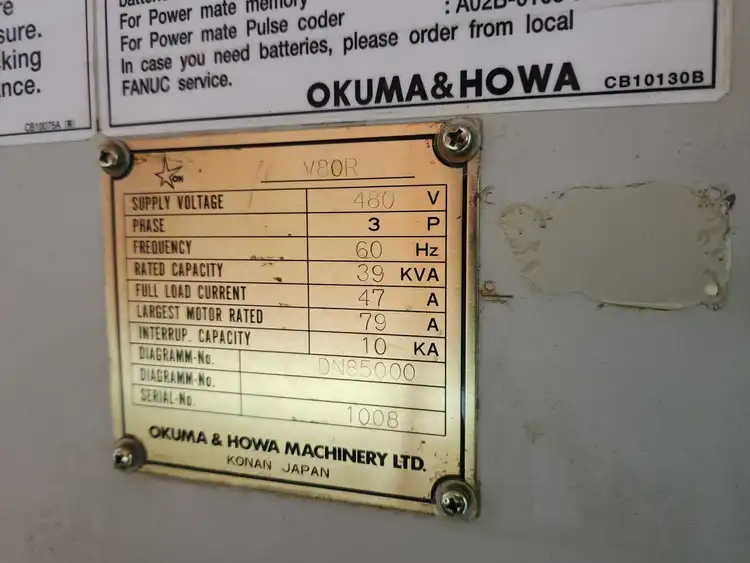 re
sure.
king
nce.
CB10075A
For Power mate memory
For Power mate Pulse coder
In case you need batteries, please order from local
FANUC service.
OKUMA&HOWA CB10130B
OH V80R
SUPPLY VOLTAGE 480 V
PHASE 3 P
FREQUENCY 60 Hz
RATED CAPACITY 39 KVA
FULL LOAD CURRENT 47 A
LARGEST MOTOR RATED 79 A
INTERRUP. CAPACITY 10 KA
DIAGRAMM-No. DN85000
DIAGRAMM-No.
SERIAL-No. 1008
OKUMA & HOWA MACHINERY LTD.
KONAN JAPAN